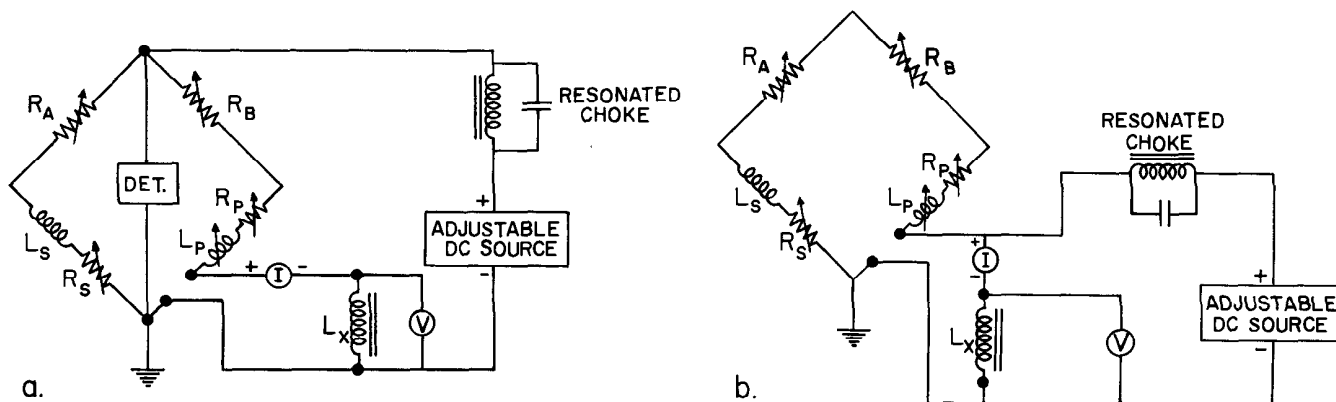 R_A
R_B
DET.
R_P
L_P
L_S
R_S
+
I
-
L_X
V
RESONATED
CHOKE
+
ADJUSTABLE
DC SOURCE
-
a.
R_A
R_B
L_S
R_S
R_P
L_P
RESONATED
CHOKE
+
I
-
L_X
V
+
ADJUSTABLE
DC SOURCE
-
b.